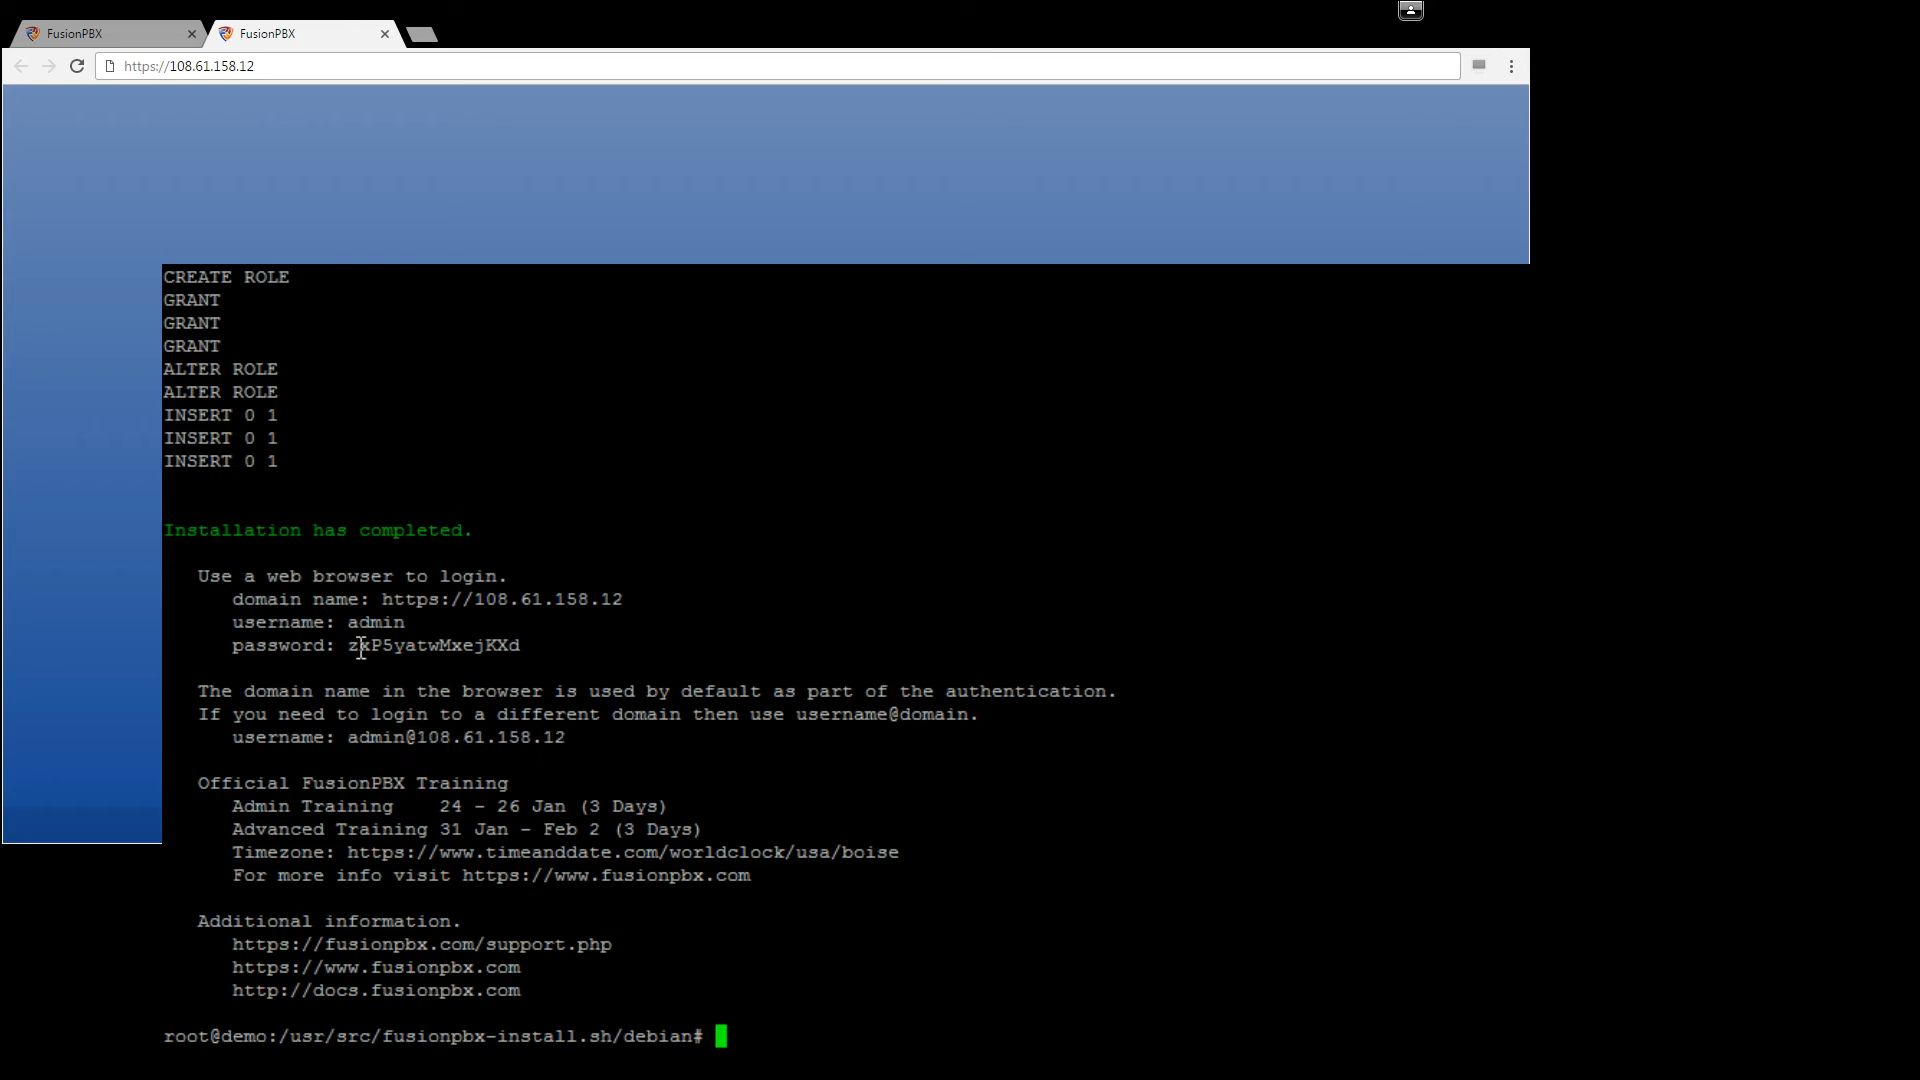 FusionPBX
FusionPBX
https://108.61.158.12
CREATE ROLE
GRANT
GRANT
GRANT
ALTER ROLE
ALTER ROLE
INSERT 0 1
INSERT 0 1
INSERT 0 1
Installation has completed.
Use a web browser to login.
domain name: https://108.61.158.12
username: admin
password: zxP5yatwMxejKXd
The domain name in the browser is used by default as part of the authentication.
If you need to login to a different domain then use username@domain.
username: admin@108.61.158.12
Official FusionPBX Training
Admin Training    24 - 26 Jan (3 Days)
Advanced Training 31 Jan - Feb 2 (3 Days)
Timezone: https://www.timeanddate.com/worldclock/usa/boise
For more info visit https://www.fusionpbx.com
Additional information.
https://fusionpbx.com/support.php
https://www.fusionpbx.com
http://docs.fusionpbx.com
root@demo:/usr/src/fusionpbx-install.sh/debian#